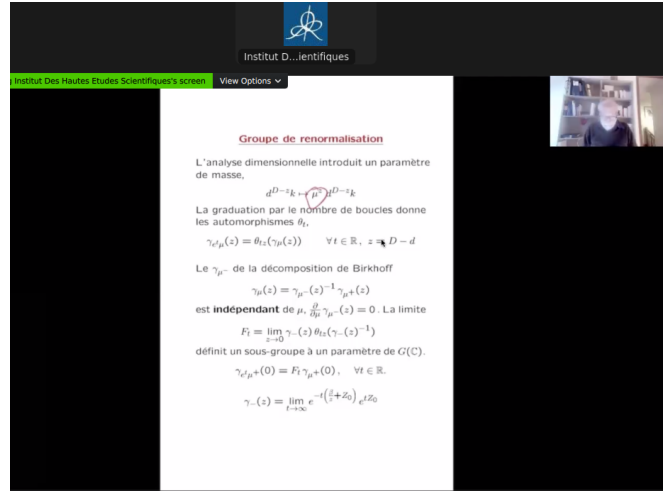 Institut D...ientifiques
Institut Des Hautes Etudes Scientifiques's screen
View Options
Groupe de renormalisation
L'analyse dimensionnelle introduit un paramètre
de masse,
d^{D−z}k ↦ μ^z d^{D−z}k
La graduation par le nombre de boucles donne
les automorphismes θ_t,
γ_{e^tμ}(z) = θ_{tz}(γ_μ(z)) ∀t ∈ ℝ, z = D − d
Le γ_{μ^−} de la décomposition de Birkhoff
γ_μ(z) = γ_{μ^−}(z)^{−1} γ_{μ^+}(z)
est indépendant de μ, ∂/∂μ γ_{μ^−}(z) = 0. La limite
F_t = lim_{z→0} γ_−(z) θ_{tz}(γ_−(z)^{−1})
définit un sous-groupe à un paramètre de G(ℂ).
γ_{e^tμ^+}(0) = F_t γ_{μ^+}(0), ∀t ∈ ℝ.
γ_−(z) = lim_{t→∞} e^{−t(β/z+Z_0)} e^{tZ_0}